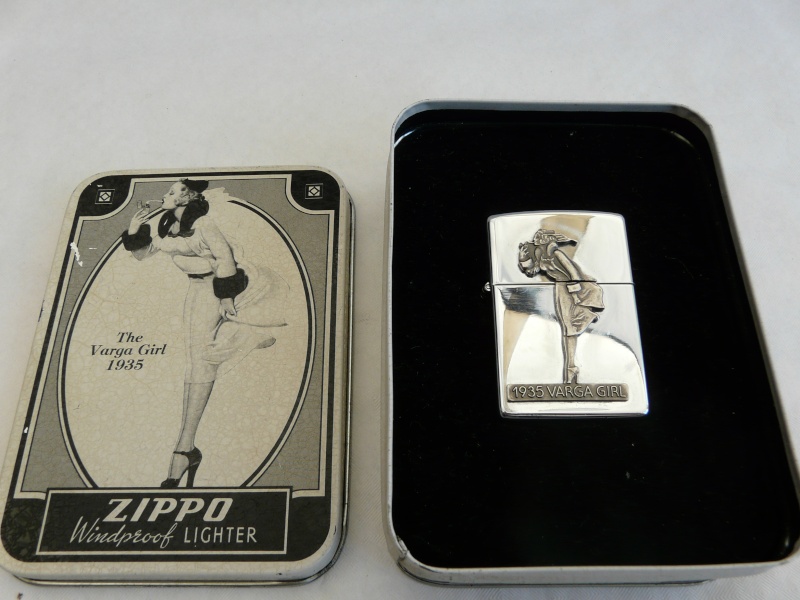 The
Varga Girl
1935
ZIPPO
Windproof LIGHTER
1935 VARGA GIRL